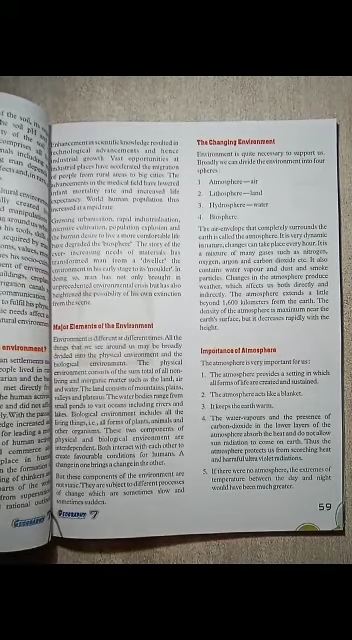 of the soil, its
the soil pH
comprises all
mals including
Enhancement in scientific knowledge resulted in
technological advancements and hence
industrial growth. Vast opportunities at
industrial places have accelerated the migration
of people from rural areas to big cities. The
advancements in the medical field have lowered
infant mortality rate and increased life
expectancy. World human population thus
increased at a rapid rate.
Growing urbanisation, rapid industrialisation,
intensive cultivation, population explosion and
the human desire to live a more comfortable life
have degraded the 'biosphere'. The story of the
ever increasing needs of materials has
transformed man from a 'dweller' the
environment in his early stage to its 'moulder'. In
doing so, man has not only brought in
unprecedented environmental crisis but has also
heightened the possibility of his own extinction
from the scene.
Major Elements of the Environment
Environment is different at different times. All the
things that we see around us may be broadly
divided into the physical environment and the
biological environment. The physical
environment consists of the sum total of all non-
living and inorganic matter such as the land, air
and water. The land consists of mountains, plains,
valleys and plateaus. The water bodies range from
small ponds to vast oceans including rivers and
lakes. Biological environment includes all the
living things, i.e., all forms of plants, animals and
other organisms. These two components of
physical and biological environment are
interdependent. Both interact with each other to
create favourable conditions for humans. A
change in one brings a change in the other.
But these components of the environment are
not static. They are subject to different processes
of change which are sometimes slow and
sometimes sudden.
GEOGRAPHY 7
The Changing Environment
Environment is quite necessary to support us.
Broadly we can divide the environment into four
spheres :
1 Atmosphere—air
2. Lithosphere—land
3. Hydrosphere—water
4. Biosphere.
The air-envelope that completely surrounds the
earth is called the atmosphere. It is very dynamic
in nature, changes can take place every hour. It is
a mixture of many gases such as nitrogen,
oxygen, argon and carbon dioxide etc. It also
contains water vapour and dust and smoke
particles. Changes in the atmosphere produce
weather, which affects us both directly and
indirectly. The atmosphere extends a little
beyond 1,600 kilometers from the earth. The
density of the atmosphere is maximum near the
earth's surface, but it decreases rapidly with the
height.
Importance of Atmosphere
The atmosphere is very important for us :
1. The atmosphere provides a setting in which
all forms of life are created and sustained.
2. The atmosphere acts like a blanket.
3. It keeps the earth warm.
4. The water-vapours and the presence of
carbon-dioxide in the lower layers of the
atmosphere absorb the heat and do not allow
sun radiation to come on earth. Thus the
atmosphere protects us from scorching heat
and harmful ultra violet radiations.
5. If there were no atmosphere, the extremes of
temperature between the day and night
would have been much greater.
59